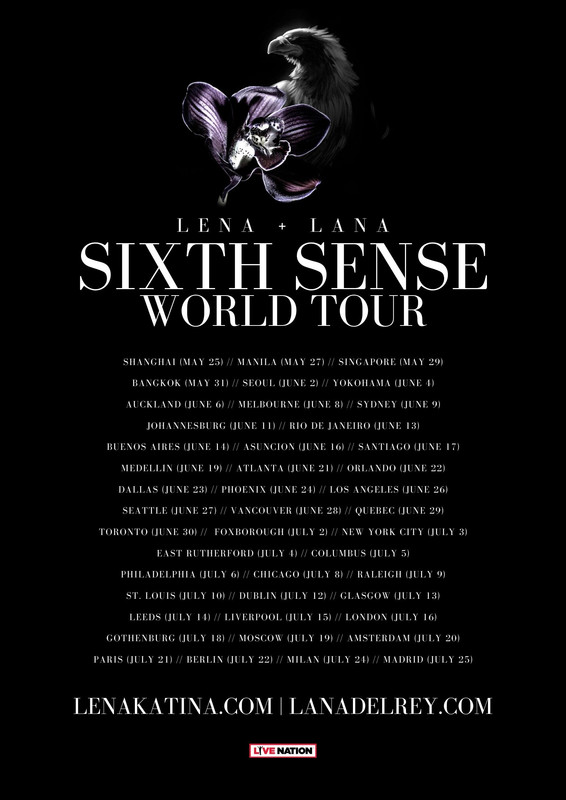 LENA + LANA
SIXTH SENSE
WORLD TOUR
SHANGHAI (MAY 25) // MANILA (MAY 27) // SINGAPORE (MAY 29)
BANGKOK (MAY 31) // SEOUL (JUNE 2) // YOKOHAMA (JUNE 4)
AUCKLAND (JUNE 6) // MELBOURNE (JUNE 8) // SYDNEY (JUNE 9)
JOHANNESBURG (JUNE 11) // RIO DE JANEIRO (JUNE 13)
BUENOS AIRES (JUNE 14) // ASUNCION (JUNE 16) // SANTIAGO (JUNE 17)
MEDELLIN (JUNE 19) // ATLANTA (JUNE 21) // ORLANDO (JUNE 22)
DALLAS (JUNE 23) // PHOENIX (JUNE 24) // LOS ANGELES (JUNE 26)
SEATTLE (JUNE 27) // VANCOUVER (JUNE 28) // QUEBEC (JUNE 29)
TORONTO (JUNE 30) // FOXBOROUGH (JULY 2) // NEW YORK CITY (JULY 3)
EAST RUTHERFORD (JULY 4) // COLUMBUS (JULY 5)
PHILADELPHIA (JULY 6) // CHICAGO (JULY 8) // RALEIGH (JULY 9)
ST. LOUIS (JULY 10) // DUBLIN (JULY 12) // GLASGOW (JULY 13)
LEEDS (JULY 14) // LIVERPOOL (JULY 15) // LONDON (JULY 16)
GOTHENBURG (JULY 18) // MOSCOW (JULY 19) // AMSTERDAM (JULY 20)
PARIS (JULY 21) // BERLIN (JULY 22) // MILAN (JULY 24) // MADRID (JULY 25)
LENAKATINA.COM | LANADELREY.COM
LIVE NATION